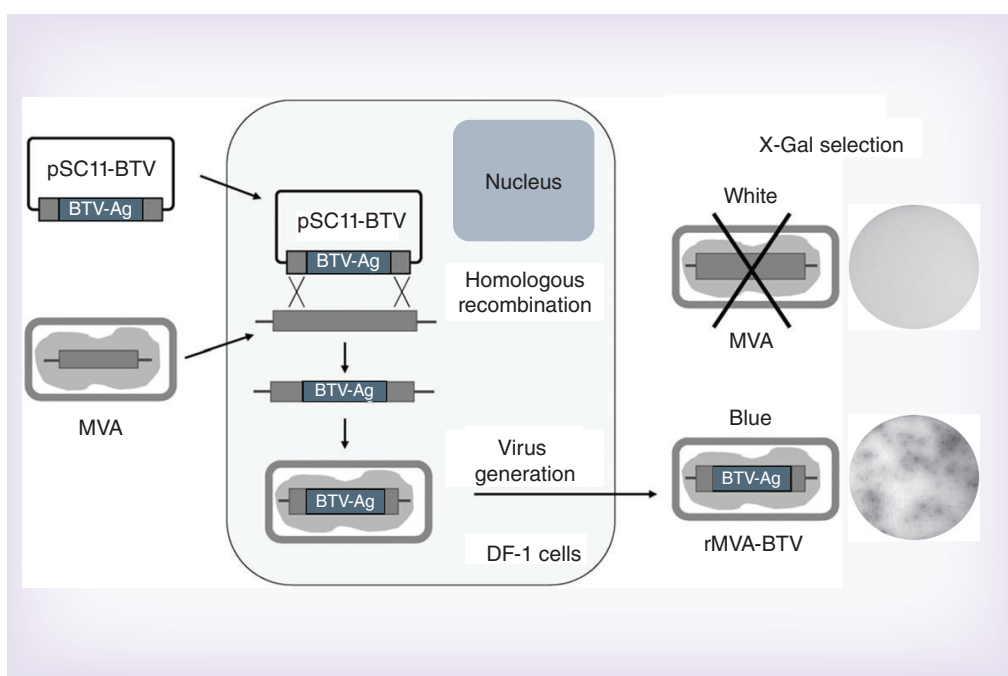 pSC11-BTV
BTV-Ag
MVA
pSC11-BTV
BTV-Ag
Nucleus
Homologous
recombination
BTV-Ag
BTV-Ag
Virus
generation
DF-1 cells
X-Gal selection
White
MVA
Blue
BTV-Ag
rMVA-BTV